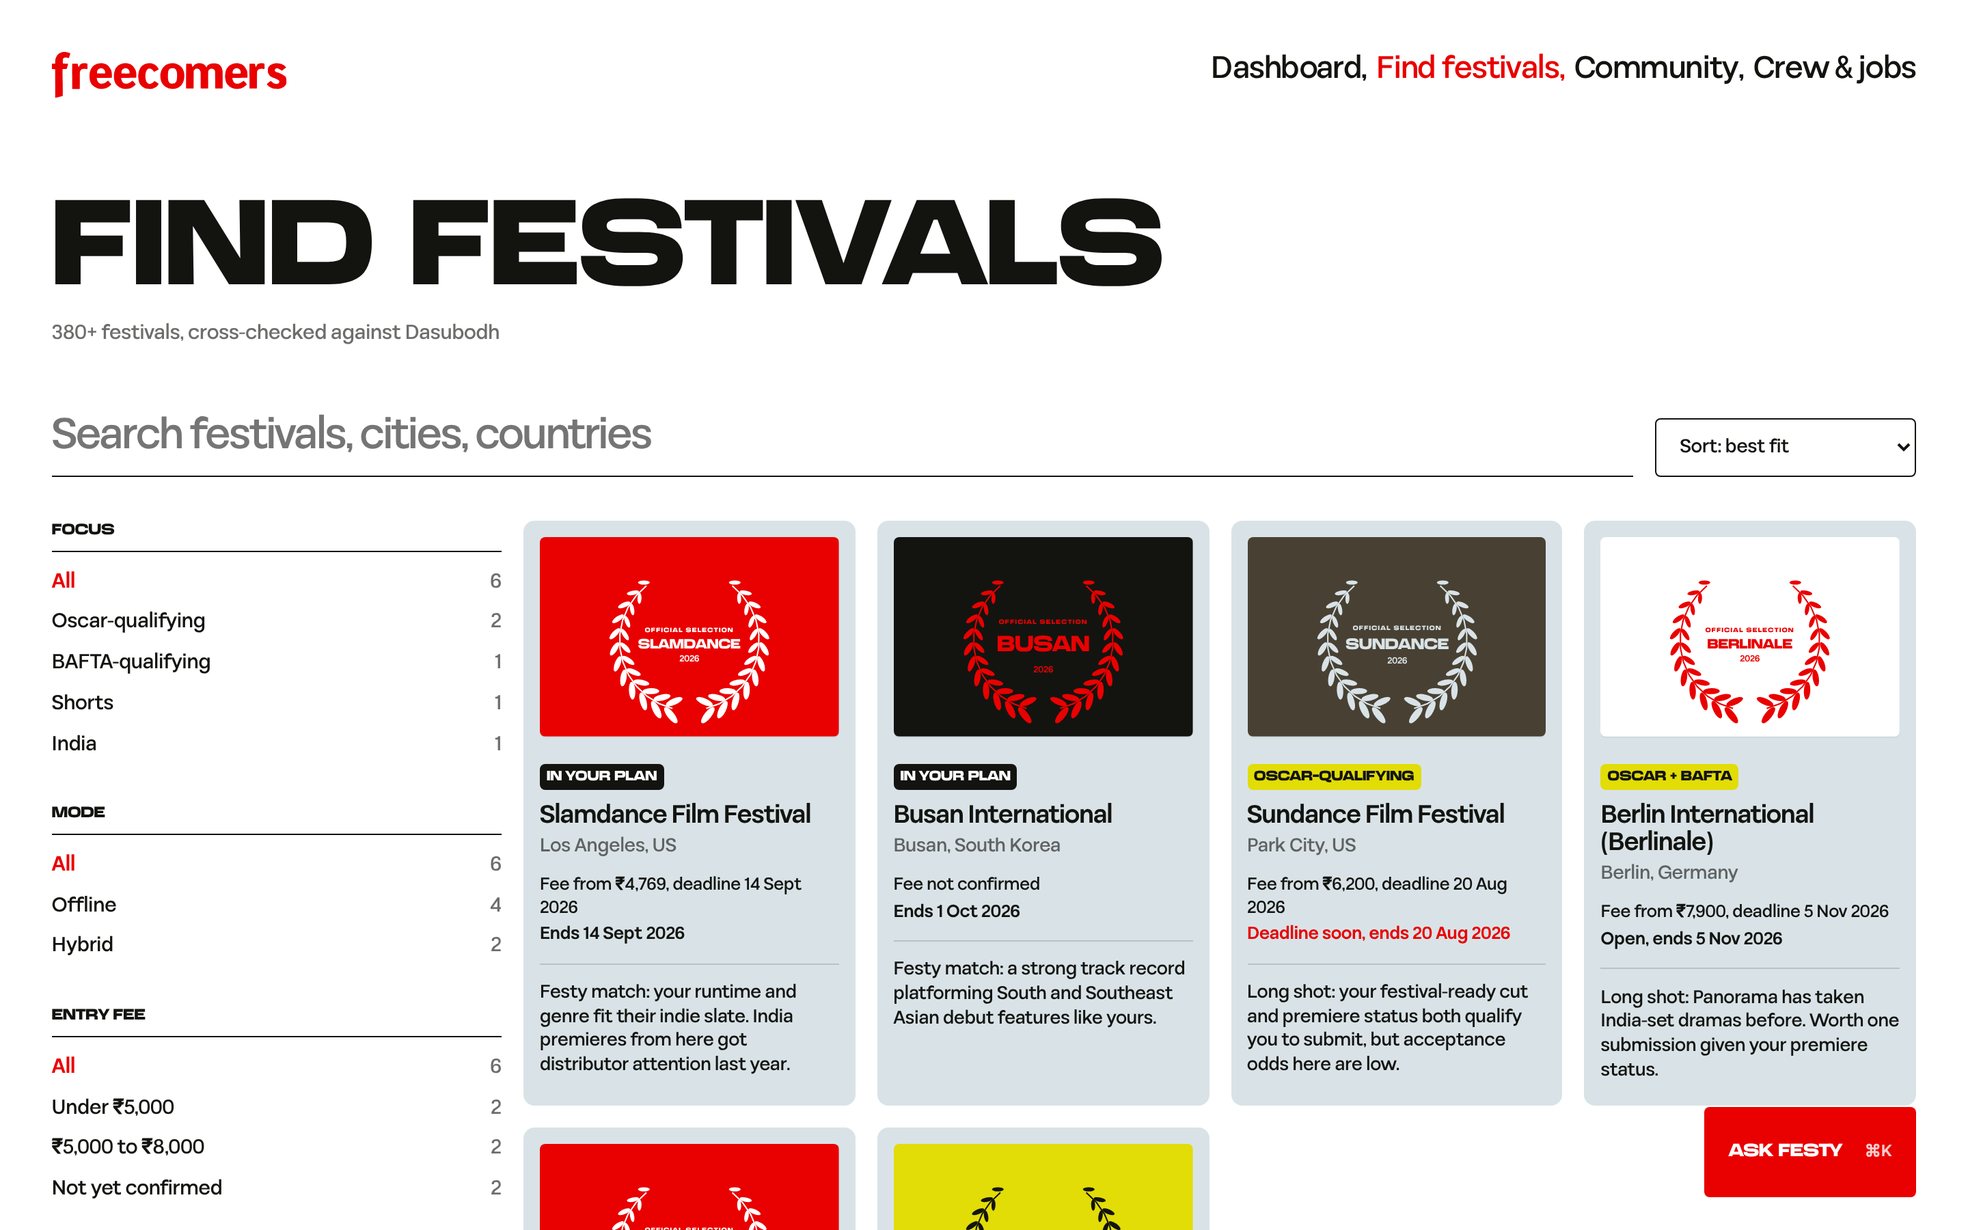 freecomers
Dashboard, Find festivals, Community, Crew & jobs
FIND FESTIVALS
380+ festivals, cross-checked against Dasubodh
Search festivals, cities, countries
Sort: best fit
FOCUS
All 6
Oscar-qualifying 2
BAFTA-qualifying 1
Shorts 1
India 1
MODE
All 6
Offline 4
Hybrid 2
ENTRY FEE
All 6
Under ₹5,000 2
₹5,000 to ₹8,000 2
Not yet confirmed 2
OFFICIAL SELECTION
SLAMDANCE
2026
IN YOUR PLAN
Slamdance Film Festival
Los Angeles, US
Fee from ₹4,769, deadline 14 Sept
2026
Ends 14 Sept 2026
Festy match: your runtime and
genre fit their indie slate. India
premieres from here got
distributor attention last year.
OFFICIAL SELECTION
BUSAN
2026
IN YOUR PLAN
Busan International
Busan, South Korea
Fee not confirmed
Ends 1 Oct 2026
Festy match: a strong track record
platforming South and Southeast
Asian debut features like yours.
OFFICIAL SELECTION
SUNDANCE
2026
OSCAR-QUALIFYING
Sundance Film Festival
Park City, US
Fee from ₹6,200, deadline 20 Aug
2026
Deadline soon, ends 20 Aug 2026
Long shot: your festival-ready cut
and premiere status both qualify
you to submit, but acceptance
odds here are low.
OFFICIAL SELECTION
BERLINALE
2026
OSCAR + BAFTA
Berlin International
(Berlinale)
Berlin, Germany
Fee from ₹7,900, deadline 5 Nov 2026
Open, ends 5 Nov 2026
Long shot: Panorama has taken
India-set dramas before. Worth one
submission given your premiere
status.
ASK FESTY ⌘K